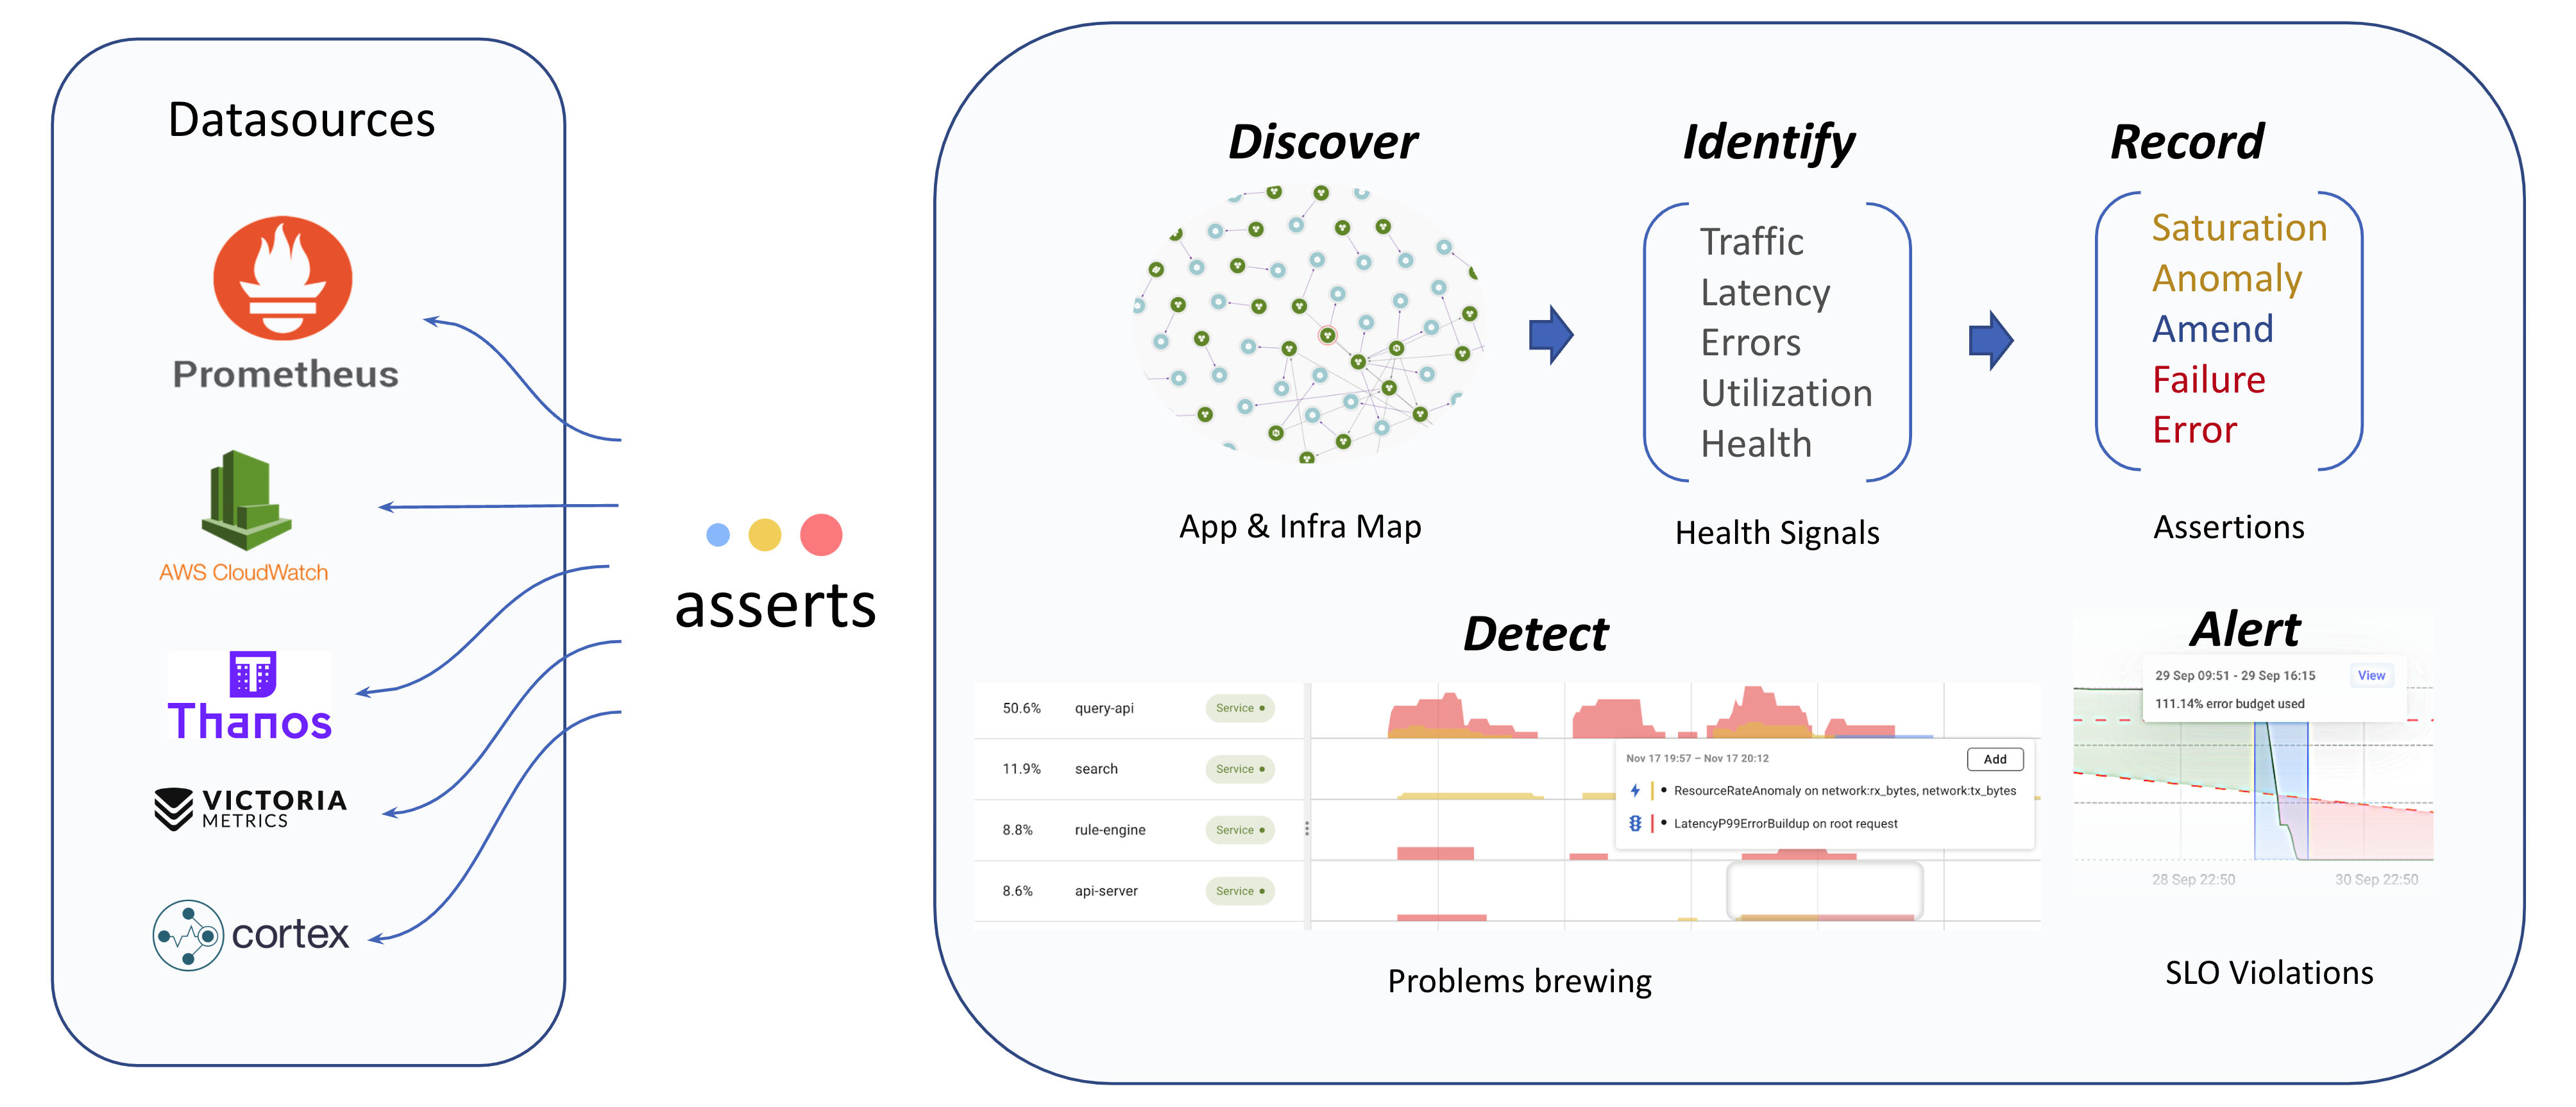 Datasources
Prometheus
AWS CloudWatch
Thanos
VICTORIA
METRICS
cortex
asserts
Discover
App & Infra Map
Identify
Traffic
Latency
Errors
Utilization
Health
Health Signals
Record
Saturation
Anomaly
Amend
Failure
Error
Assertions
Detect
50.6% query-api Service
11.9% search Service
8.8% rule-engine Service
8.6% api-server Service
Nov 17 19:57 – Nov 17 20:12 Add
ResourceRateAnomaly on network:rx_bytes, network:tx_bytes
LatencyP99ErrorBuildup on root request
Problems brewing
Alert
29 Sep 09:51 - 29 Sep 16:15 View
111.14% error budget used
28 Sep 22:50 30 Sep 22:50
SLO Violations